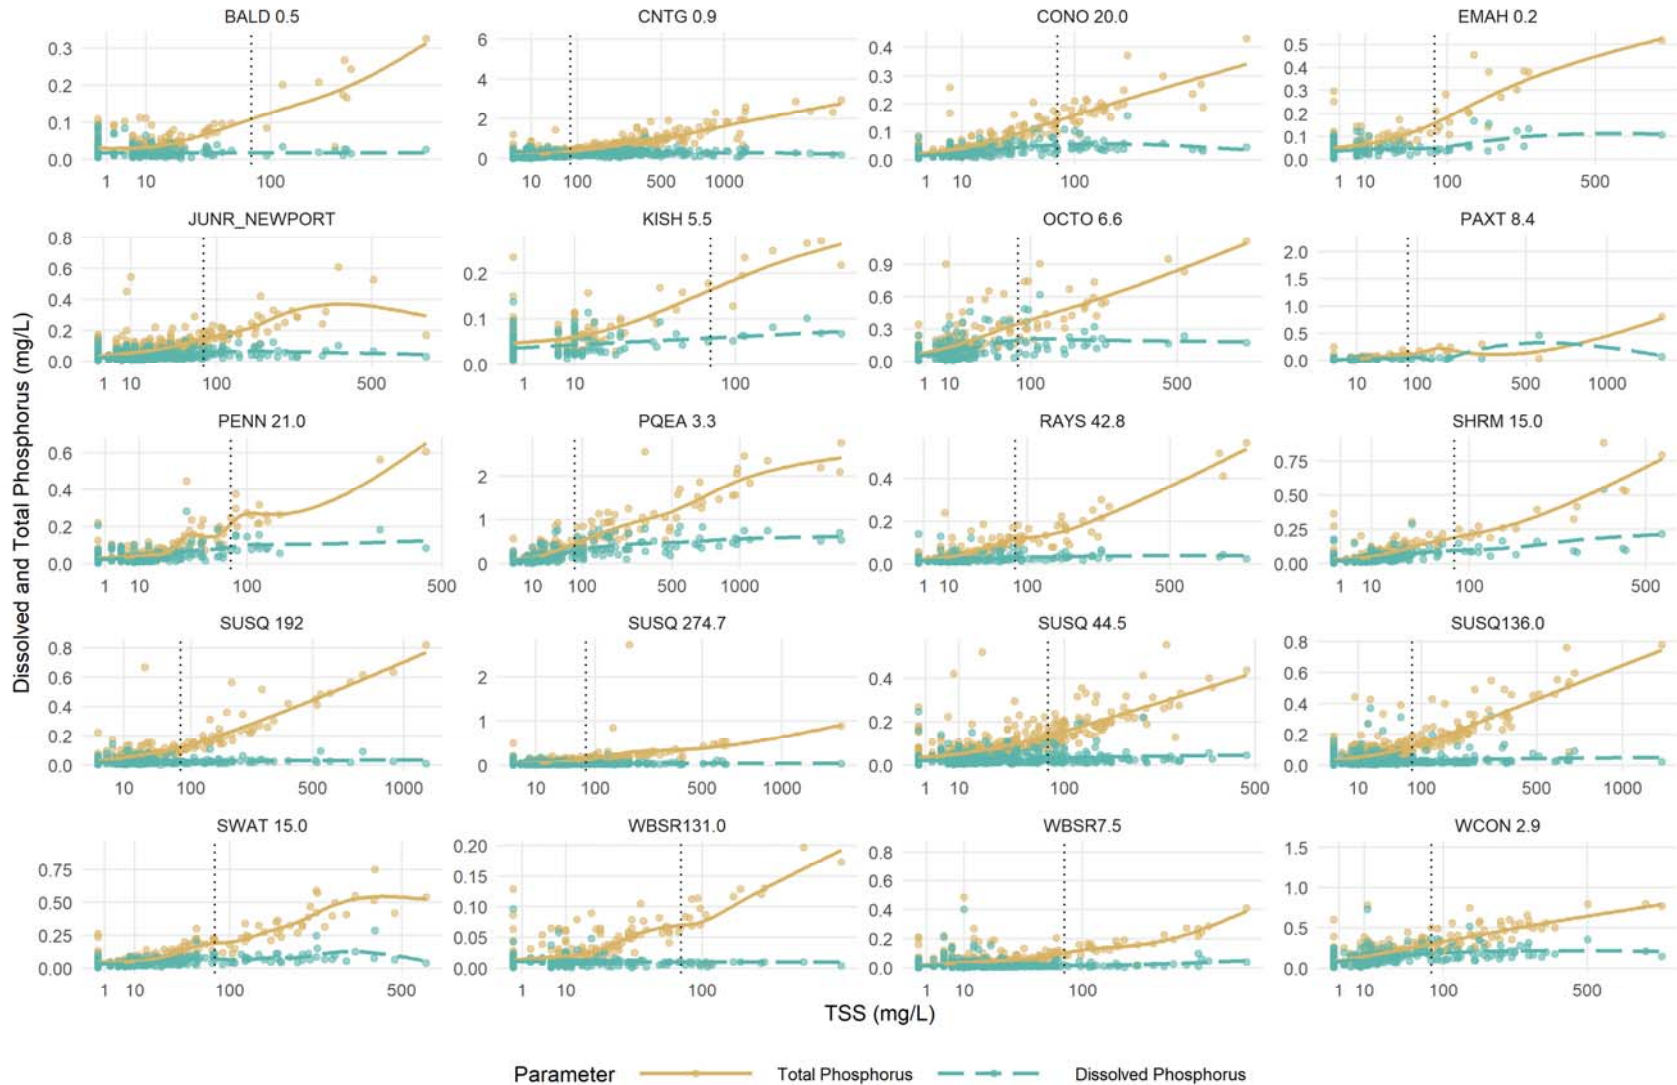 BALD 0.5 CNTG 0.9 CONO 20.0 EMAH 0.2
0.3 0.2 0.1 0.0 6 4 2 0 0.4 0.3 0.2 0.1 0.0 0.5 0.4 0.3 0.2 0.1 0.0
1 10 100 10 100 500 1000 1 10 100 1 10 100 500
JUNR_NEWPORT KISH 5.5 OCTO 6.6 PAXT 8.4
0.8 0.6 0.4 0.2 0.0 0.2 0.1 0.0 0.9 0.6 0.3 0.0 2.0 1.5 1.0 0.5 0.0
1 10 100 500 1 10 100 1 10 100 500 10 100 500 1000
PENN 21.0 PQEA 3.3 RAYS 42.8 SHRM 15.0
0.6 0.4 0.2 0.0 2 1 0 0.4 0.2 0.0 0.75 0.50 0.25 0.00
1 10 100 500 10 100 500 1000 1 10 100 500 1 10 100 500
SUSQ 192 SUSQ 274.7 SUSQ 44.5 SUSQ136.0
0.8 0.6 0.4 0.2 0.0 2 1 0 0.4 0.2 0.0 0.8 0.6 0.4 0.2 0.0
10 100 500 1000 10 100 500 1000 1 10 100 500 10 100 500 1000
SWAT 15.0 WBSR131.0 WBSR7.5 WCON 2.9
0.75 0.50 0.25 0.00 0.20 0.15 0.10 0.05 0.00 0.8 0.6 0.4 0.2 0.0 1.5 1.0 0.5 0.0
1 10 100 500 1 10 100 1 10 100 1 10 100 500
Dissolved and Total Phosphorus (mg/L)
TSS (mg/L)
Parameter Total Phosphorus Dissolved Phosphorus